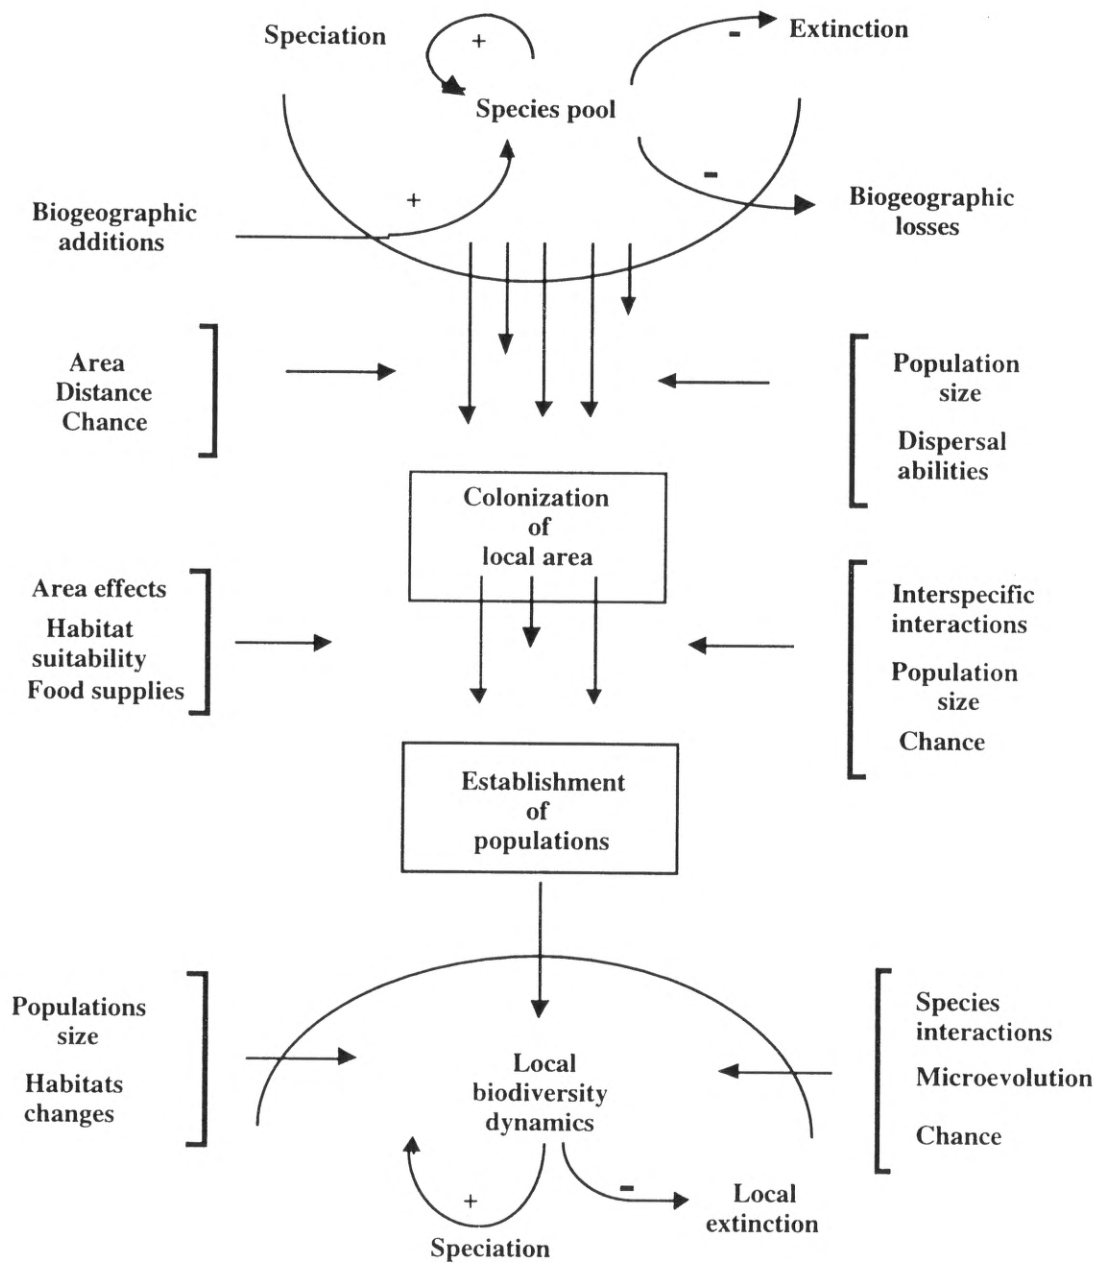 Speciation
+
-
Extinction
Species pool
+
-
Biogeographic
additions
Biogeographic
losses
Area
Distance
Chance
Population
size
Dispersal
abilities
Colonization
of
local area
Area effects
Habitat
suitability
Food supplies
Interspecific
interactions
Population
size
Chance
Establishment
of
populations
Populations
size
Habitats
changes
Species
interactions
Microevolution
Chance
Local
biodiversity
dynamics
+
-
Local
extinction
Speciation